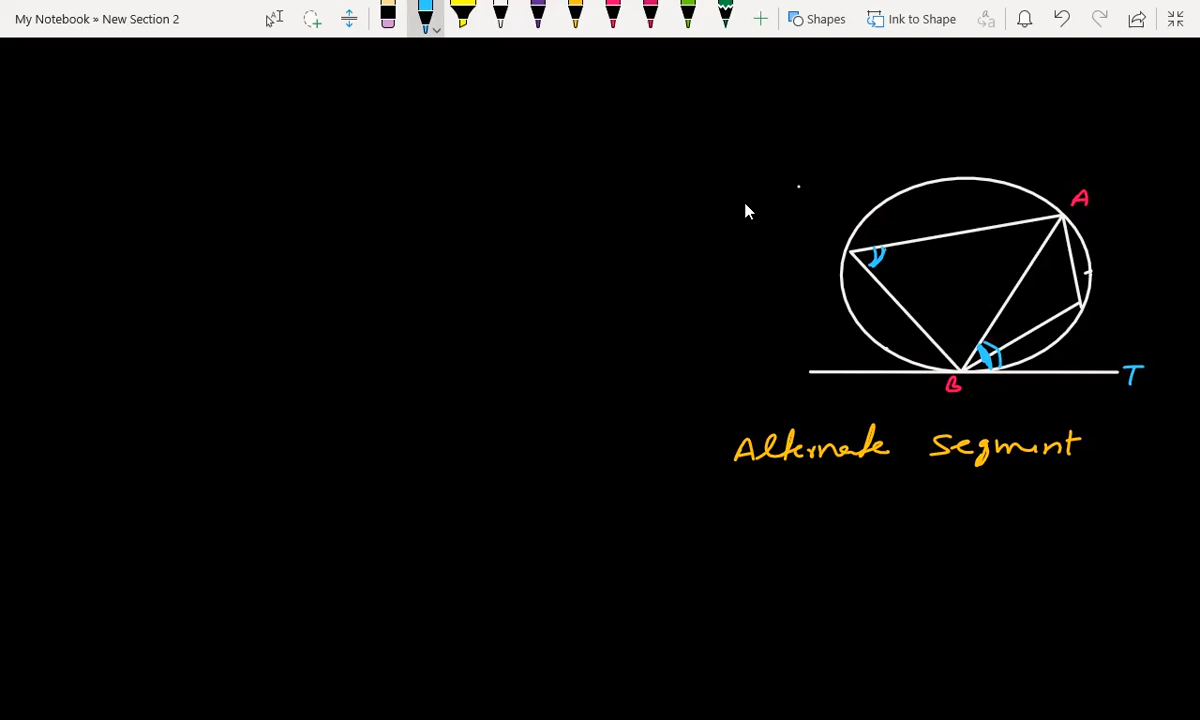 My Notebook » New Section 2
Shapes
Ink to Shape
A
B
T
Alternate Segment